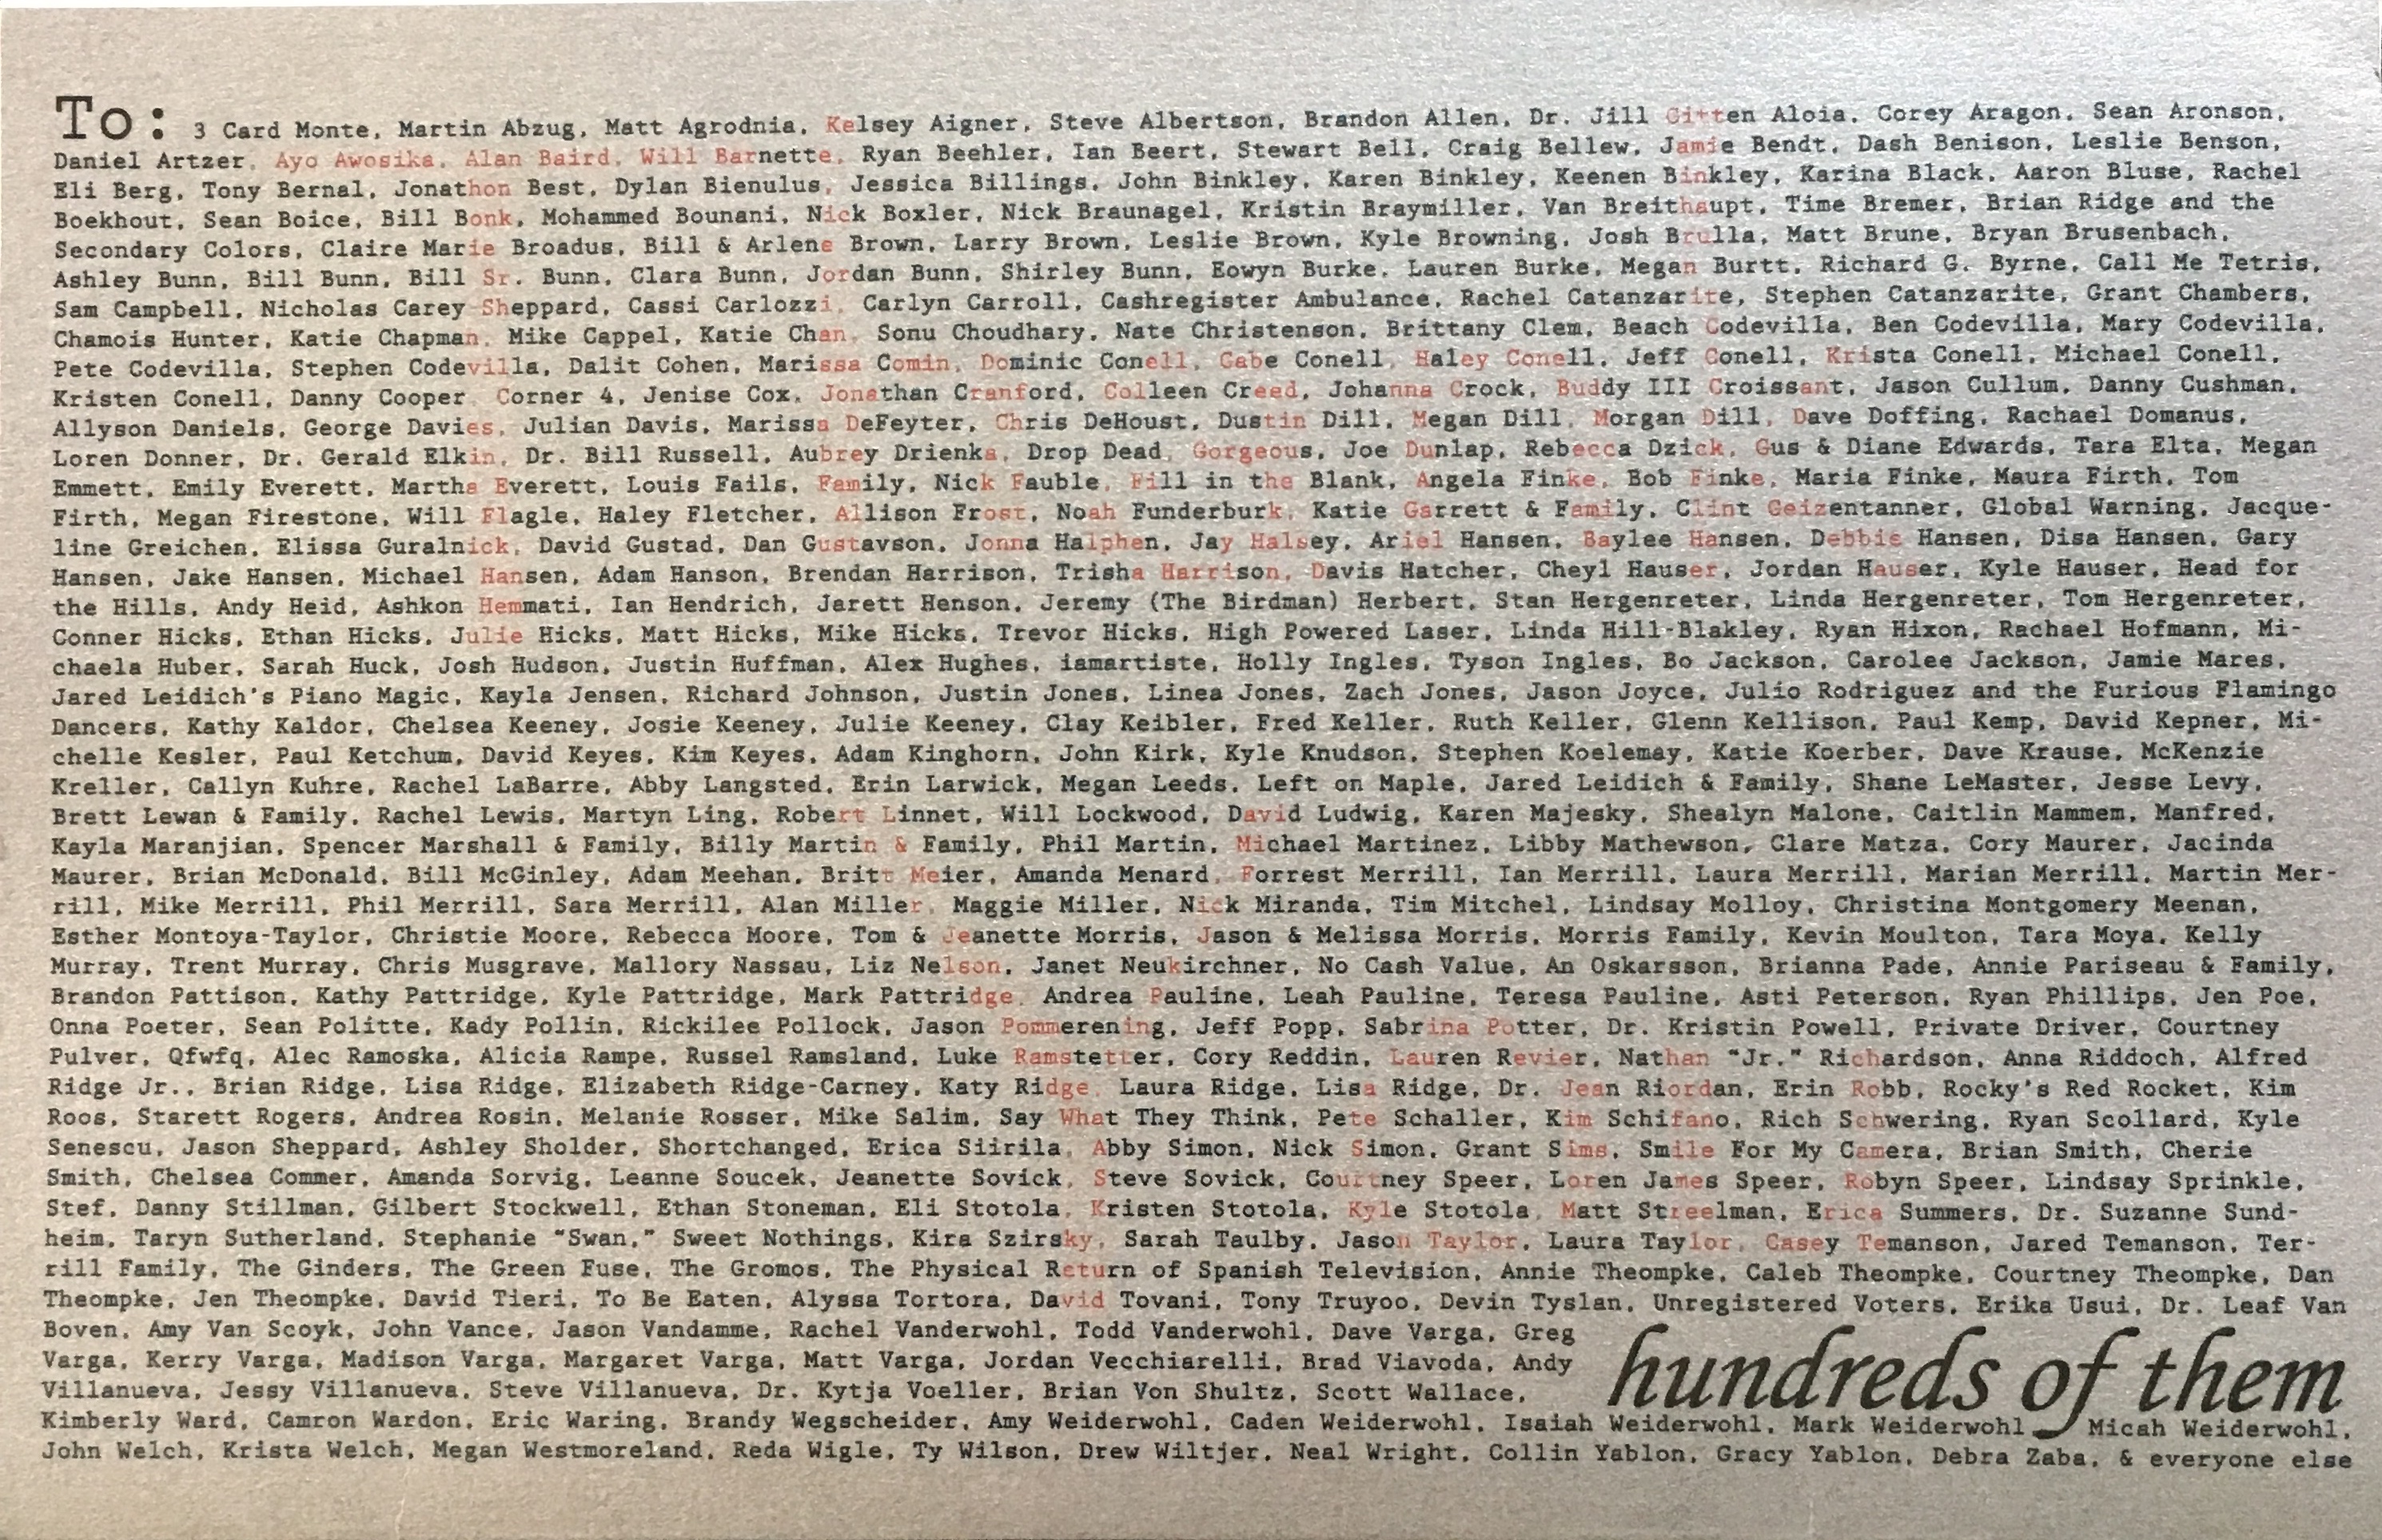 To: 3 Card Monte, Martin Abzug, Matt Agrodnia, Kelsey Aigner, Steve Albertson, Brandon Allen, Dr. Jill Gitten Aloia, Corey Aragon, Sean Aronson,
Daniel Artzer, Ayo Awosika, Alan Baird, Will Barnette, Ryan Beehler, Ian Beert, Stewart Bell, Craig Bellew, Jamie Bendt, Dash Benison, Leslie Benson,
Eli Berg, Tony Bernal, Jonathon Best, Dylan Bienulus, Jessica Billings, John Binkley, Karen Binkley, Keenen Binkley, Karina Black, Aaron Bluse, Rachel
Boekhout, Sean Boice, Bill Bonk, Mohammed Bounani, Nick Boxler, Nick Braunagel, Kristin Braymiller, Van Breithaupt, Time Bremer, Brian Ridge and the
Secondary Colors, Claire Marie Broadus, Bill & Arlene Brown, Larry Brown, Leslie Brown, Kyle Browning, Josh Brulla, Matt Brune, Bryan Brusenbach,
Ashley Bunn, Bill Bunn, Bill Sr. Bunn, Clara Bunn, Jordan Bunn, Shirley Bunn, Eowyn Burke, Lauren Burke, Megan Burtt, Richard G. Byrne, Call Me Tetris,
Sam Campbell, Nicholas Carey Sheppard, Cassi Carlozzi, Carlyn Carroll, Cashregister Ambulance, Rachel Catanzarite, Stephen Catanzarite, Grant Chambers,
Chamois Hunter, Katie Chapman, Mike Cappel, Katie Chan, Sonu Choudhary, Nate Christenson, Brittany Clem, Beach Codevilla, Ben Codevilla, Mary Codevilla,
Pete Codevilla, Stephen Codevilla, Dalit Cohen, Marissa Comin, Dominic Conell, Gabe Conell, Haley Conell, Jeff Conell, Krista Conell, Michael Conell,
Kristen Conell, Danny Cooper, Corner 4, Jenise Cox, Jonathan Cranford, Colleen Creed, Johanna Crock, Buddy III Croissant, Jason Cullum, Danny Cushman,
Allyson Daniels, George Davies, Julian Davis, Marissa DeFeyter, Chris DeHoust, Dustin Dill, Megan Dill, Morgan Dill, Dave Doffing, Rachael Domanus,
Loren Donner, Dr. Gerald Elkin, Dr. Bill Russell, Aubrey Drienka, Drop Dead, Gorgeous, Joe Dunlap, Rebecca Dzick, Gus & Diane Edwards, Tara Elta, Megan
Emmett, Emily Everett, Martha Everett, Louis Fails, Family, Nick Fauble, Fill in the Blank, Angela Finke, Bob Finke, Maria Finke, Maura Firth, Tom
Firth, Megan Firestone, Will Flagle, Haley Fletcher, Allison Frost, Noah Funderburk, Katie Garrett & Family, Clint Geizentanner, Global Warning, Jacque-
line Greichen, Elissa Guralnick, David Gustad, Dan Gustavson, Jonna Halphen, Jay Halsey, Ariel Hansen, Baylee Hansen, Debbie Hansen, Disa Hansen, Gary
Hansen, Jake Hansen, Michael Hansen, Adam Hanson, Brendan Harrison, Trisha Harrison, Davis Hatcher, Cheyl Hauser, Jordan Hauser, Kyle Hauser, Head for
the Hills, Andy Heid, Ashkon Hemmati, Ian Hendrich, Jarett Henson, Jeremy (The Birdman) Herbert, Stan Hergenreter, Linda Hergenreter, Tom Hergenreter,
Conner Hicks, Ethan Hicks, Julie Hicks, Matt Hicks, Mike Hicks, Trevor Hicks, High Powered Laser, Linda Hill-Blakley, Ryan Hixon, Rachael Hofmann, Mi-
chaela Huber, Sarah Huck, Josh Hudson, Justin Huffman, Alex Hughes, iamartiste, Holly Ingles, Tyson Ingles, Bo Jackson, Carolee Jackson, Jamie Mares,
Jared Leidich's Piano Magic, Kayla Jensen, Richard Johnson, Justin Jones, Linea Jones, Zach Jones, Jason Joyce, Julio Rodriguez and the Furious Flamingo
Dancers, Kathy Kaldor, Chelsea Keeney, Josie Keeney, Julie Keeney, Clay Keibler, Fred Keller, Ruth Keller, Glenn Kellison, Paul Kemp, David Kepner, Mi-
chelle Kesler, Paul Ketchum, David Keyes, Kim Keyes, Adam Kinghorn, John Kirk, Kyle Knudson, Stephen Koelemay, Katie Koerber, Dave Krause, McKenzie
Kreller, Callyn Kuhre, Rachel LaBarre, Abby Langsted, Erin Larwick, Megan Leeds, Left on Maple, Jared Leidich & Family, Shane LeMaster, Jesse Levy,
Brett Lewan & Family, Rachel Lewis, Martyn Ling, Robert Linnet, Will Lockwood, David Ludwig, Karen Majesky, Shealyn Malone, Caitlin Mammem, Manfred,
Kayla Maranjian, Spencer Marshall & Family, Billy Martin & Family, Phil Martin, Michael Martinez, Libby Mathewson, Clare Matza, Cory Maurer, Jacinda
Maurer, Brian McDonald, Bill McGinley, Adam Meehan, Britt Meier, Amanda Menard, Forrest Merrill, Ian Merrill, Laura Merrill, Marian Merrill, Martin Mer-
rill, Mike Merrill, Phil Merrill, Sara Merrill, Alan Miller, Maggie Miller, Nick Miranda, Tim Mitchel, Lindsay Molloy, Christina Montgomery Meenan,
Esther Montoya-Taylor, Christie Moore, Rebecca Moore, Tom & Jeanette Morris, Jason & Melissa Morris, Morris Family, Kevin Moulton, Tara Moya, Kelly
Murray, Trent Murray, Chris Musgrave, Mallory Nassau, Liz Nelson, Janet Neukirchner, No Cash Value, An Oskarsson, Brianna Pade, Annie Pariseau & Family,
Brandon Pattison, Kathy Pattridge, Kyle Pattridge, Mark Pattridge, Andrea Pauline, Leah Pauline, Teresa Pauline, Asti Peterson, Ryan Phillips, Jen Poe,
Onna Poeter, Sean Politte, Kady Pollin, Rickilee Pollock, Jason Pommerening, Jeff Popp, Sabrina Potter, Dr. Kristin Powell, Private Driver, Courtney
Pulver, Qfwfq, Alec Ramoska, Alicia Rampe, Russel Ramsland, Luke Ramstetter, Cory Reddin, Lauren Revier, Nathan "Jr." Richardson, Anna Riddoch, Alfred
Ridge Jr., Brian Ridge, Lisa Ridge, Elizabeth Ridge-Carney, Katy Ridge, Laura Ridge, Lisa Ridge, Dr. Jean Riordan, Erin Robb, Rocky's Red Rocket, Kim
Roos, Starett Rogers, Andrea Rosin, Melanie Rosser, Mike Salim, Say What They Think, Pete Schaller, Kim Schifano, Rich Schwering, Ryan Scollard, Kyle
Senescu, Jason Sheppard, Ashley Sholder, Shortchanged, Erica Siirila, Abby Simon, Nick Simon, Grant Sims, Smile For My Camera, Brian Smith, Cherie
Smith, Chelsea Commer, Amanda Sorvig, Leanne Soucek, Jeanette Sovick, Steve Sovick, Courtney Speer, Loren James Speer, Robyn Speer, Lindsay Sprinkle,
Stef, Danny Stillman, Gilbert Stockwell, Ethan Stoneman, Eli Stotola, Kristen Stotola, Kyle Stotola, Matt Streelman, Erica Summers, Dr. Suzanne Sund-
heim, Taryn Sutherland, Stephanie "Swan," Sweet Nothings, Kira Szirsky, Sarah Taulby, Jason Taylor, Laura Taylor, Casey Temanson, Jared Temanson, Ter-
rill Family, The Ginders, The Green Fuse, The Gromos, The Physical Return of Spanish Television, Annie Theompke, Caleb Theompke, Courtney Theompke, Dan
Theompke, Jen Theompke, David Tieri, To Be Eaten, Alyssa Tortora, David Tovani, Tony Truyoo, Devin Tyslan, Unregistered Voters, Erika Usui, Dr. Leaf Van
Boven, Amy Van Scoyk, John Vance, Jason Vandamme, Rachel Vanderwohl, Todd Vanderwohl, Dave Varga, Greg
Varga, Kerry Varga, Madison Varga, Margaret Varga, Matt Varga, Jordan Vecchiarelli, Brad Viavoda, Andy
Villanueva, Jessy Villanueva, Steve Villanueva, Dr. Kytja Voeller, Brian Von Shultz, Scott Wallace,
hundreds of them
Kimberly Ward, Camron Wardon, Eric Waring, Brandy Wegscheider, Amy Weiderwohl, Caden Weiderwohl, Isaiah Weiderwohl, Mark Weiderwohl, Micah Weiderwohl,
John Welch, Krista Welch, Megan Westmoreland, Reda Wigle, Ty Wilson, Drew Wiltjer, Neal Wright, Collin Yablon, Gracy Yablon, Debra Zaba, & everyone else